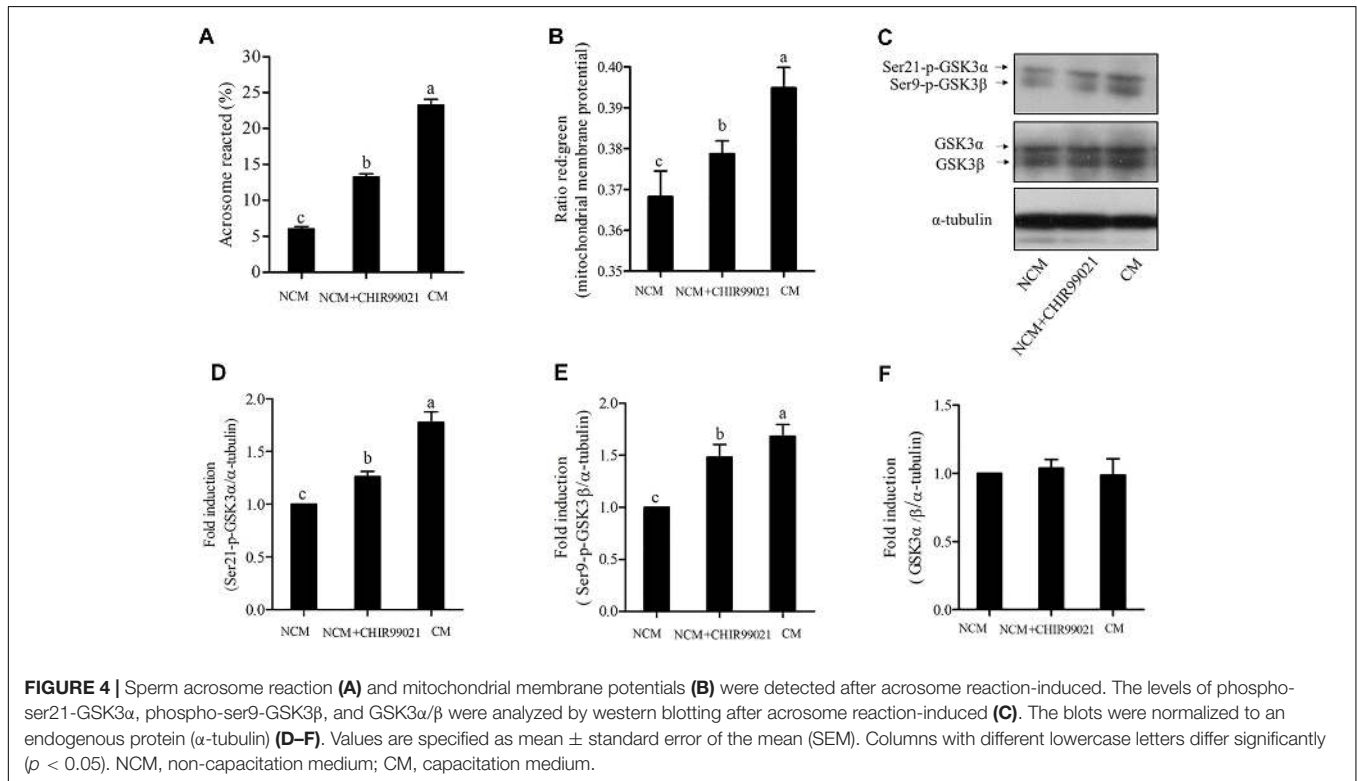 A
Acrosome reacted (%)
30
25
20
15
10
5
0
c
b
a
NCM
NCM+CHIR99021
CM
B
Ratio red:green
(mitochondrial membrane protential)
0.40
0.39
0.38
0.37
0.36
0.35
c
b
a
NCM
NCM+CHIR99021
CM
C
Ser21-p-GSK3α
Ser9-p-GSK3β
GSK3α
GSK3β
α-tubulin
NCM
NCM+CHIR99021
CM
D
Fold induction
(Ser21-p-GSK3α/α-tubulin)
2.0
1.5
1.0
0.5
0.0
c
b
a
NCM
NCM+CHIR99021
CM
E
Fold induction
( Ser9-p-GSK3β/α-tubulin)
2.0
1.5
1.0
0.5
0.0
c
b
a
NCM
NCM+CHIR99021
CM
F
Fold induction
( GSK3α /β/α-tubulin)
1.5
1.0
0.5
0.0
NCM
NCM+CHIR99021
CM
FIGURE 4 | Sperm acrosome reaction (A) and mitochondrial membrane potentials (B) were detected after acrosome reaction-induced. The levels of phospho-
ser21-GSK3α, phospho-ser9-GSK3β, and GSK3α/β were analyzed by western blotting after acrosome reaction-induced (C). The blots were normalized to an
endogenous protein (α-tubulin) (D–F). Values are specified as mean ± standard error of the mean (SEM). Columns with different lowercase letters differ significantly
(p < 0.05). NCM, non-capacitation medium; CM, capacitation medium.